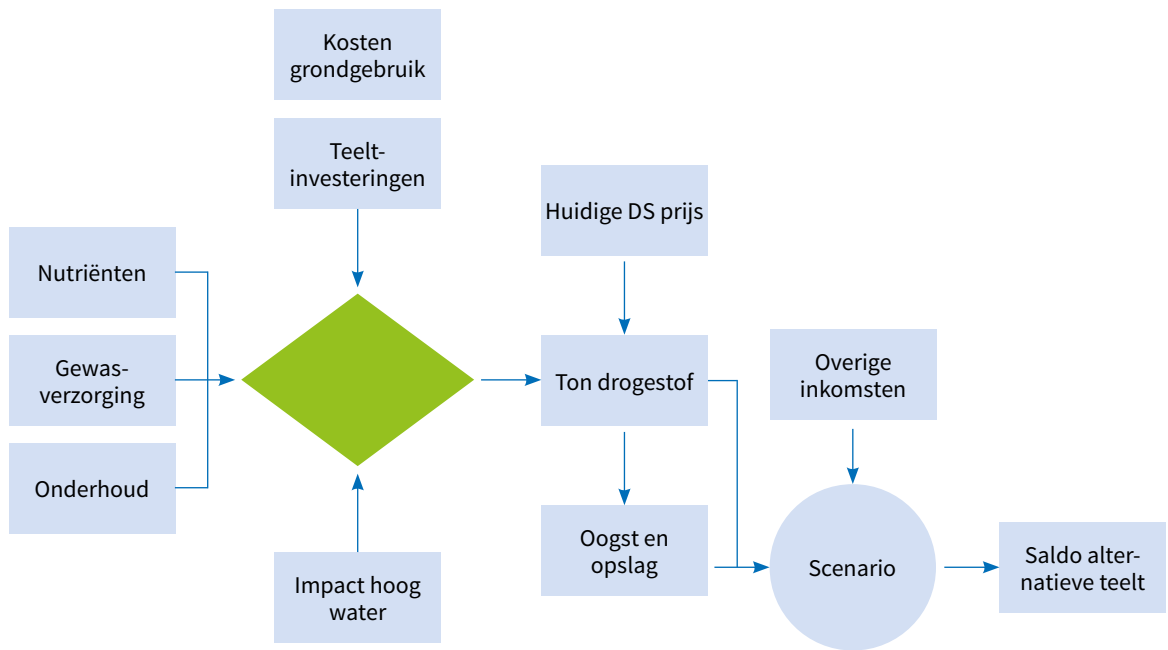 Kosten
grondgebruik
Teelt-
investeringen
Huidige DS prijs
Nutriënten
Gewas-
verzorging
Onderhoud
Ton drogestof
Overige
inkomsten
Oogst en
opslag
Scenario
Saldo alter-
natieve teelt
Impact hoog
water